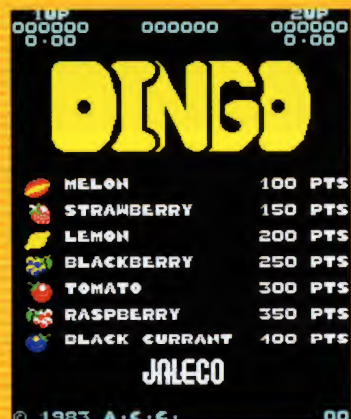 1UP 2UP
000000 000000 000000
0·00 0·00
DINGO
MELON 100 PTS
STRAWBERRY 150 PTS
LEMON 200 PTS
BLACKBERRY 250 PTS
TOMATO 300 PTS
RASPBERRY 350 PTS
BLACK CURRANT 400 PTS
JALECO
© 1983 A.C.G. 00